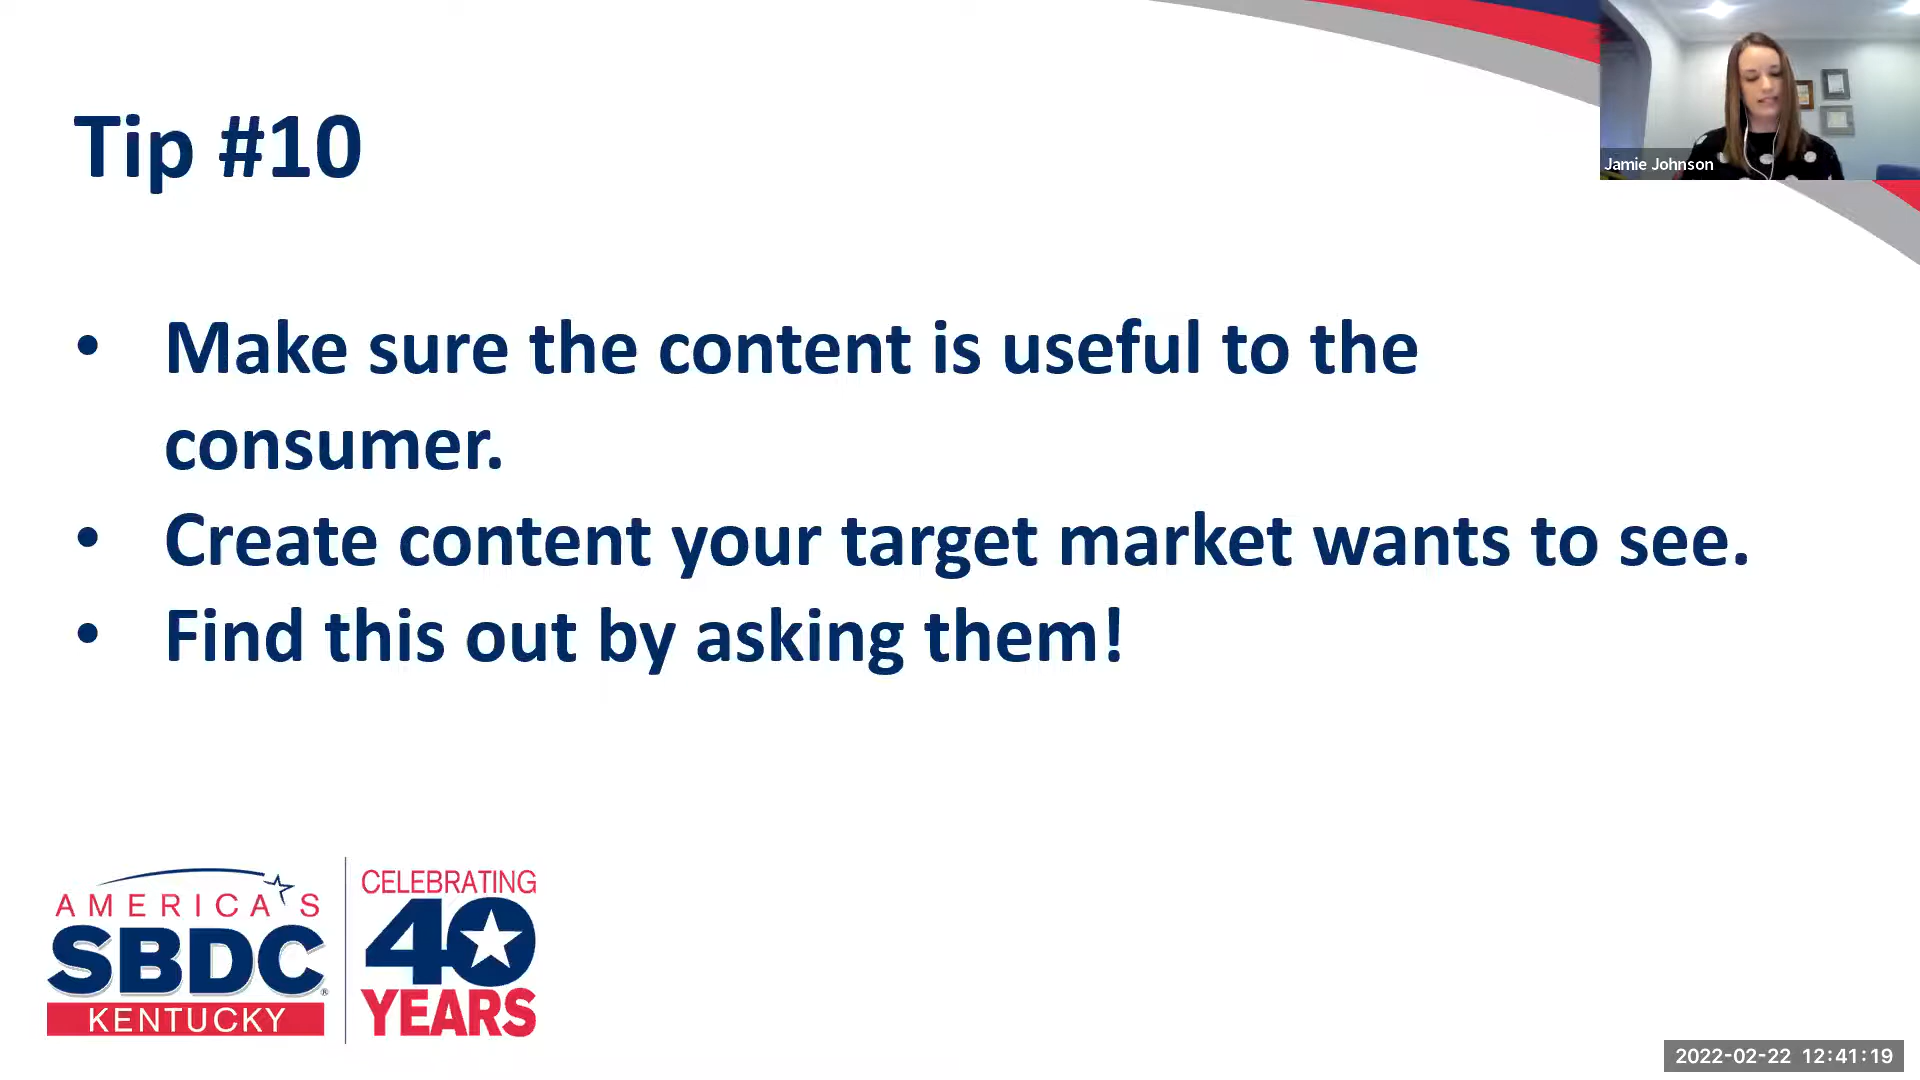 Tip #10
Jamie Johnson
• Make sure the content is useful to the
consumer.
• Create content your target market wants to see.
• Find this out by asking them!
AMERICA'S
SBDC®
KENTUCKY
CELEBRATING
40
YEARS
2022-02-22 12:41:19